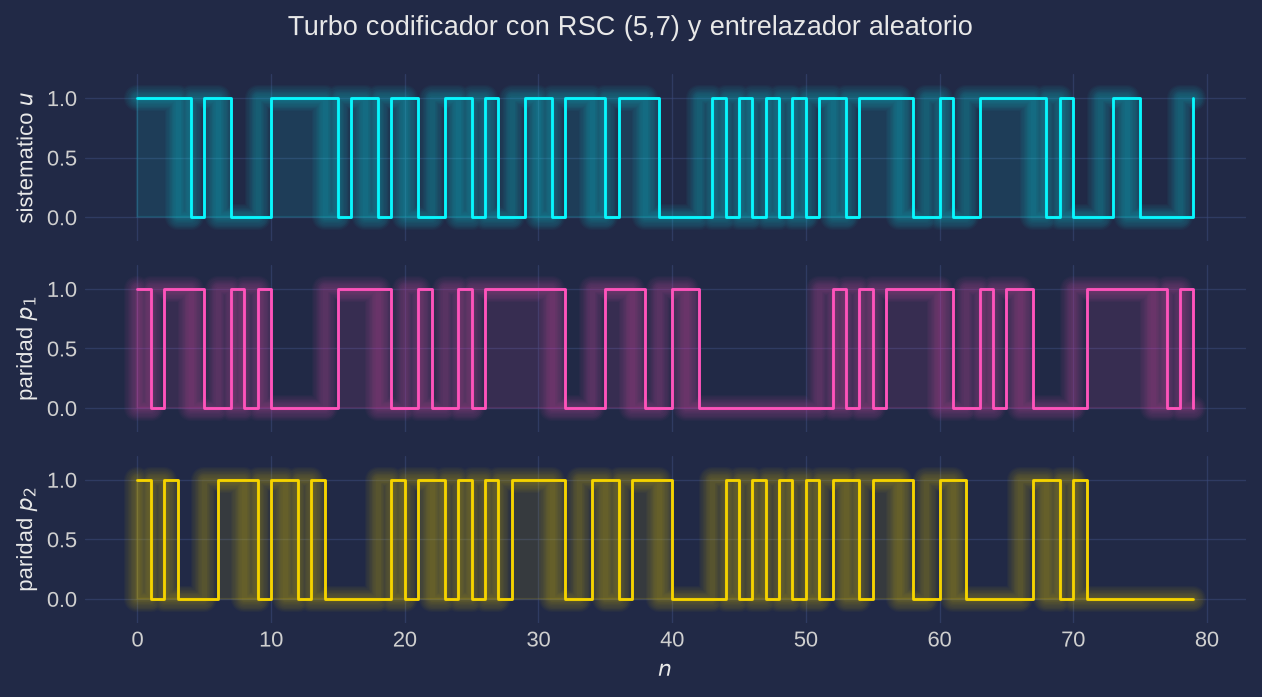 Turbo codificador con RSC (5,7) y entrelazador aleatorio
sistematico u
1.0
0.5
0.0
paridad p1
1.0
0.5
0.0
paridad p2
1.0
0.5
0.0
0 10 20 30 40 50 60 70 80
n